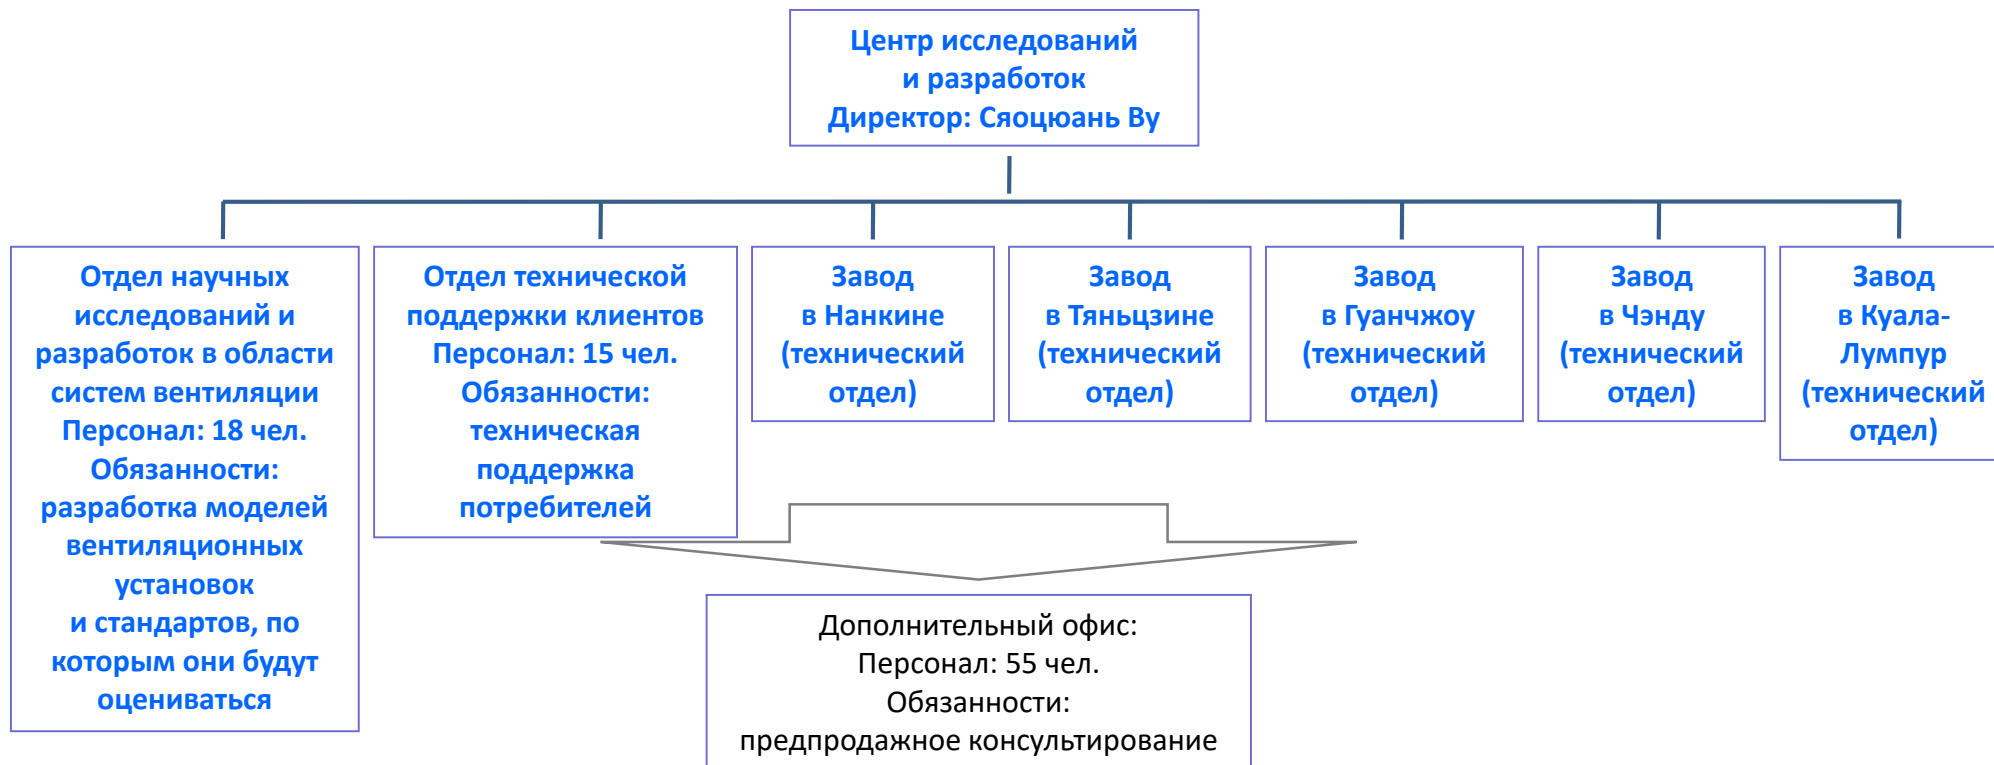 Центр исследований
и разработок
Директор: Сяоцюань Ву
Отдел научных
исследований и
разработок в области
систем вентиляции
Персонал: 18 чел.
Обязанности:
разработка моделей
вентиляционных
установок
и стандартов, по
которым они будут
оцениваться
Отдел технической
поддержки клиентов
Персонал: 15 чел.
Обязанности:
техническая
поддержка
потребителей
Завод
в Нанкине
(технический
отдел)
Завод
в Тяньцзине
(технический
отдел)
Завод
в Гуанчжоу
(технический
отдел)
Завод
в Чэнду
(технический
отдел)
Завод
в Куала-
Лумпур
(технический
отдел)
Дополнительный офис:
Персонал: 55 чел.
Обязанности:
предпродажное консультирование